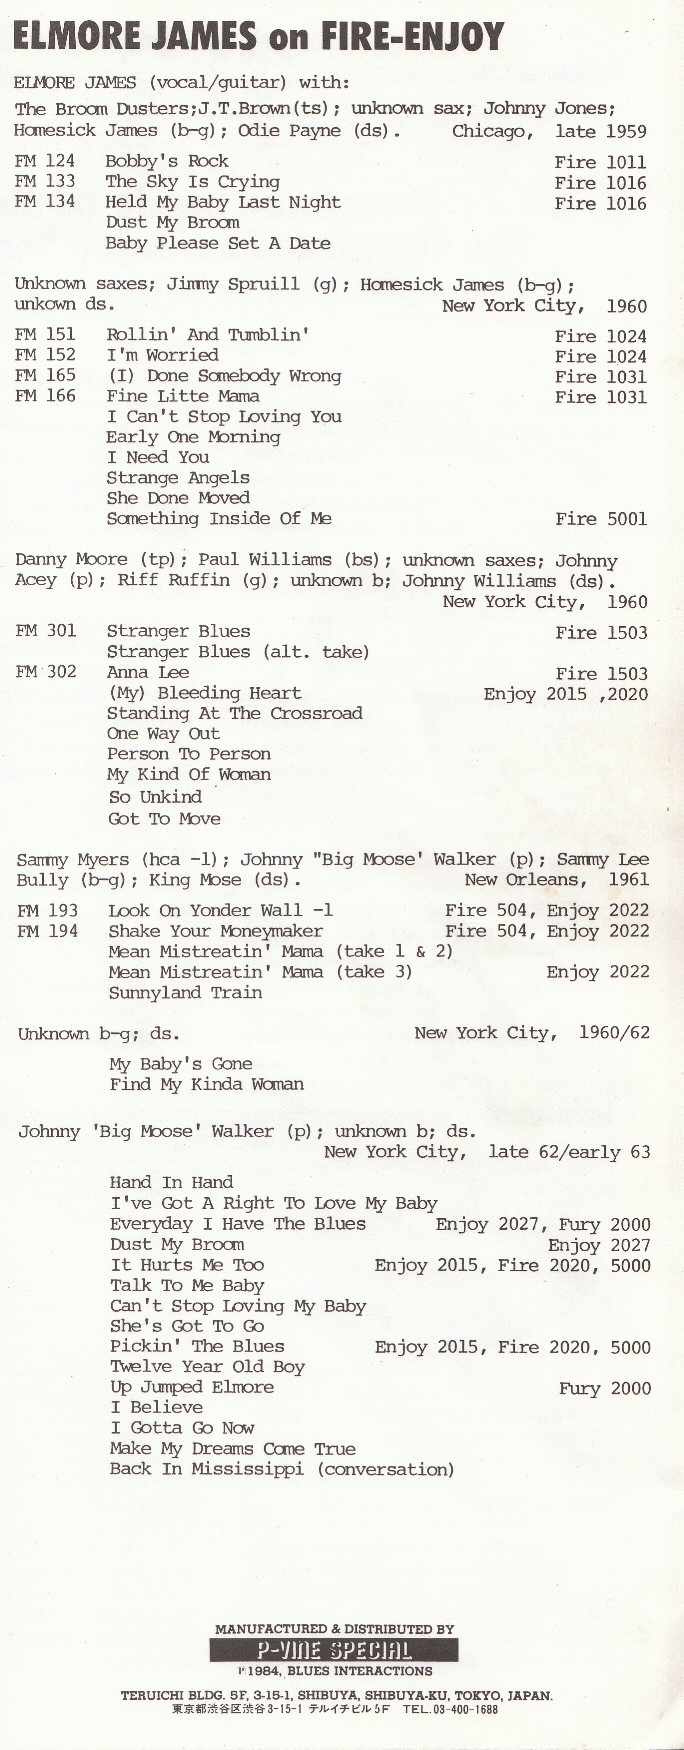 ELMORE JAMES on FIRE-ENJOY
ELMORE JAMES (vocal/guitar) with:
The Broom Dusters;J.T.Brown(ts); unknown sax; Johnny Jones;
Homesick James (b-g); Odie Payne (ds). Chicago, late 1959
FM 124 Bobby's Rock Fire 1011
FM 133 The Sky Is Crying Fire 1016
FM 134 Held My Baby Last Night Fire 1016
Dust My Broom
Baby Please Set A Date
Unknown saxes; Jimmy Spruill (g); Homesick James (b-g);
unkown ds. New York City, 1960
FM 151 Rollin' And Tumblin' Fire 1024
FM 152 I'm Worried Fire 1024
FM 165 (I) Done Somebody Wrong Fire 1031
FM 166 Fine Litte Mama Fire 1031
I Can't Stop Loving You
Early One Morning
I Need You
Strange Angels
She Done Moved
Something Inside Of Me Fire 5001
Danny Moore (tp); Paul Williams (bs); unknown saxes; Johnny
Acey (p); Riff Ruffin (g); unknown b; Johnny Williams (ds).
New York City, 1960
FM 301 Stranger Blues Fire 1503
Stranger Blues (alt. take)
FM 302 Anna Lee Fire 1503
(My) Bleeding Heart Enjoy 2015 ,2020
Standing At The Crossroad
One Way Out
Person To Person
My Kind Of Woman
So Unkind
Got To Move
Sammy Myers (hca -1); Johnny "Big Moose' Walker (p); Sammy Lee
Bully (b-g); King Mose (ds). New Orleans, 1961
FM 193 Look On Yonder Wall -1 Fire 504, Enjoy 2022
FM 194 Shake Your Moneymaker Fire 504, Enjoy 2022
Mean Mistreatin' Mama (take 1 & 2)
Mean Mistreatin' Mama (take 3) Enjoy 2022
Sunnyland Train
Unknown b-g; ds. New York City, 1960/62
My Baby's Gone
Find My Kinda Woman
Johnny 'Big Moose' Walker (p); unknown b; ds.
New York City, late 62/early 63
Hand In Hand
I've Got A Right To Love My Baby
Everyday I Have The Blues Enjoy 2027, Fury 2000
Dust My Broom Enjoy 2027
It Hurts Me Too Enjoy 2015, Fire 2020, 5000
Talk To Me Baby
Can't Stop Loving My Baby
She's Got To Go
Pickin' The Blues Enjoy 2015, Fire 2020, 5000
Twelve Year Old Boy
Up Jumped Elmore Fury 2000
I Believe
I Gotta Go Now
Make My Dreams Come True
Back In Mississippi (conversation)
MANUFACTURED & DISTRIBUTED BY
P-VINE SPECIAL
℗1984, BLUES INTERACTIONS
TERUICHI BLDG. 5F, 3-15-1, SHIBUYA, SHIBUYA-KU, TOKYO, JAPAN.
東京都渋谷区渋谷3-15-1 テルイチビル5F TEL.03-400-1688